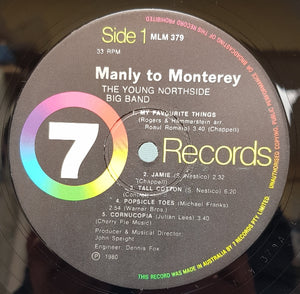 Side 1 MLM 379
33 RPM
Manly to Monterey
THE YOUNG NORTHSIDE
BIG BAND
1. MY FAVOURITE THINGS
(Rogers & Hammerstein arr.
Ronul Romero) 3.40 (Chappell)
7 Records
2. JAMIE (S. Nestico) 2.32
(Chappell)
3. TALL COTTON (S. Nestico) 6.20
4. POPSICLE TOES (Michael Franks)
2.54 (Warner Bros.)
5. CORNUCOPIA (Julian Lees) 3.40
(Cherry Pie Music)
Producer & Musical Director
John Speight
Engineer: Dennis Fox
℗ 1980
THIS RECORD WAS MADE IN AUSTRALIA BY 7 RECORDS PTY LIMITED